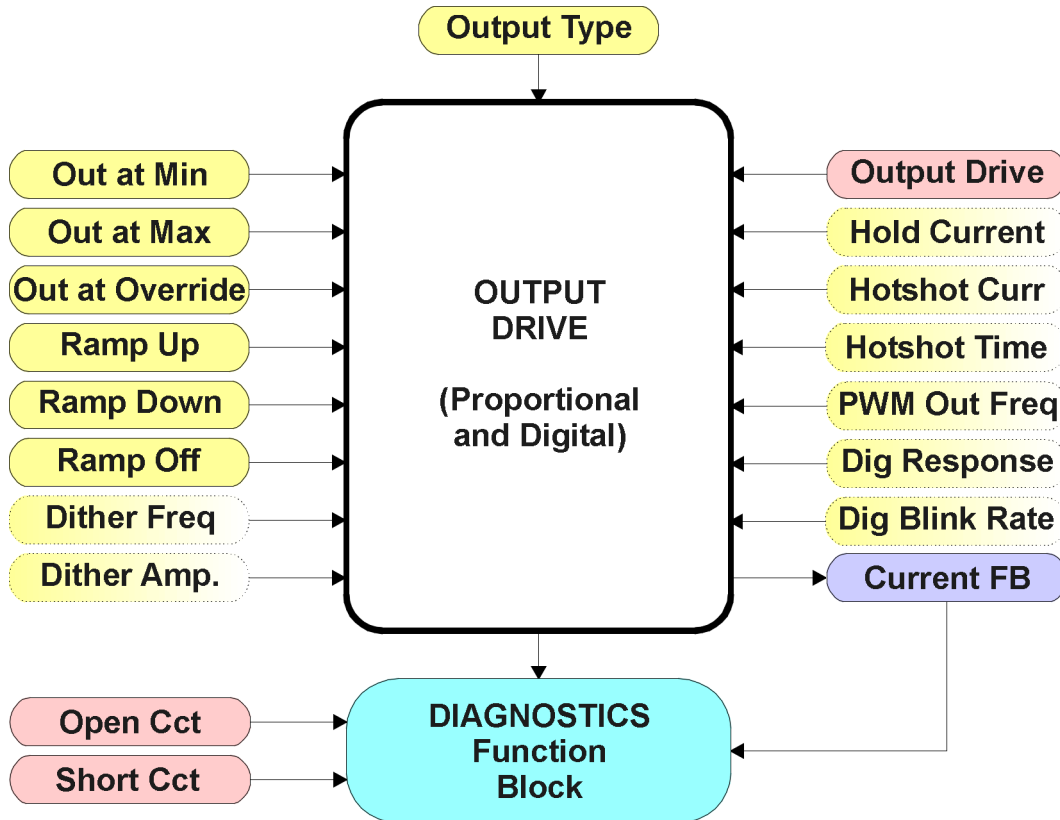 Output Type
Out at Min
Out at Max
Out at Override
Ramp Up
Ramp Down
Ramp Off
Dither Freq
Dither Amp.
OUTPUT
DRIVE
(Proportional
and Digital)
Output Drive
Hold Current
Hotshot Curr
Hotshot Time
PWM Out Freq
Dig Response
Dig Blink Rate
Current FB
Open Cct
Short Cct
DIAGNOSTICS
Function
Block